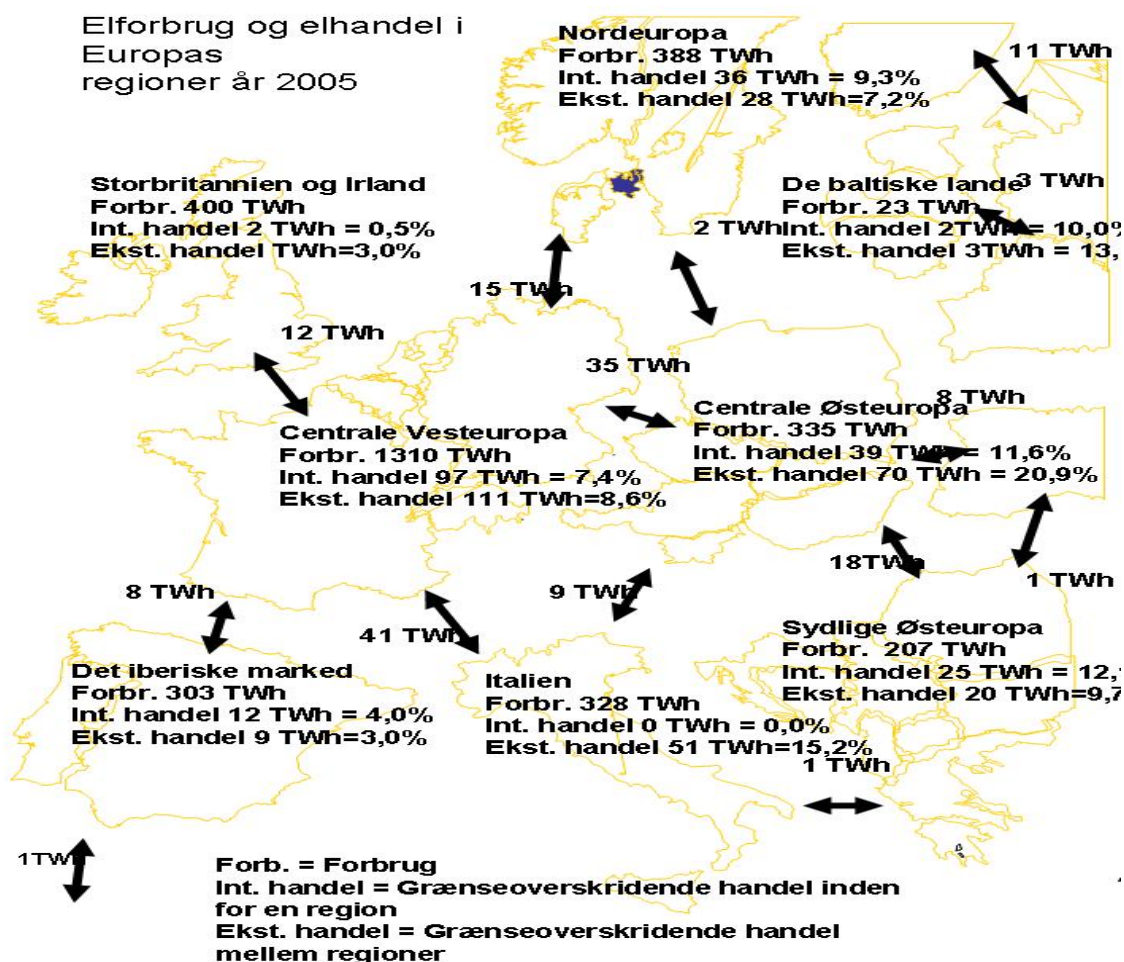 Elforbrug og elhandel i
Europas
regioner år 2005
Nordeuropa
Forbr. 388 TWh
Int. handel 36 TWh = 9,3%
Ekst. handel 28 TWh=7,2%
11 TWh
Storbritannien og Irland
Forbr. 400 TWh
Int. handel 2 TWh = 0,5%
Ekst. handel TWh=3,0%
De baltiske lande
Forbr. 23 TWh
Int. handel 2TWh = 10,0%
Ekst. handel 3TWh = 13,
3 TWh
2 TWh
15 TWh
12 TWh
35 TWh
8 TWh
Centrale Vesteuropa
Forbr. 1310 TWh
Int. handel 97 TWh = 7,4%
Ekst. handel 111 TWh=8,6%
Centrale Østeuropa
Forbr. 335 TWh
Int. handel 39 TWh = 11,6%
Ekst. handel 70 TWh = 20,9%
18TWh
1 TWh
8 TWh
9 TWh
41 TWh
Det iberiske marked
Forbr. 303 TWh
Int. handel 12 TWh = 4,0%
Ekst. handel 9 TWh=3,0%
Italien
Forbr. 328 TWh
Int. handel 0 TWh = 0,0%
Ekst. handel 51 TWh=15,2%
Sydlige Østeuropa
Forbr. 207 TWh
Int. handel 25 TWh = 12,
Ekst. handel 20 TWh=9,7
1 TWh
1TWh
Forb. = Forbrug
Int. handel = Grænseoverskridende handel inden
for en region
Ekst. handel = Grænseoverskridende handel
mellem regioner